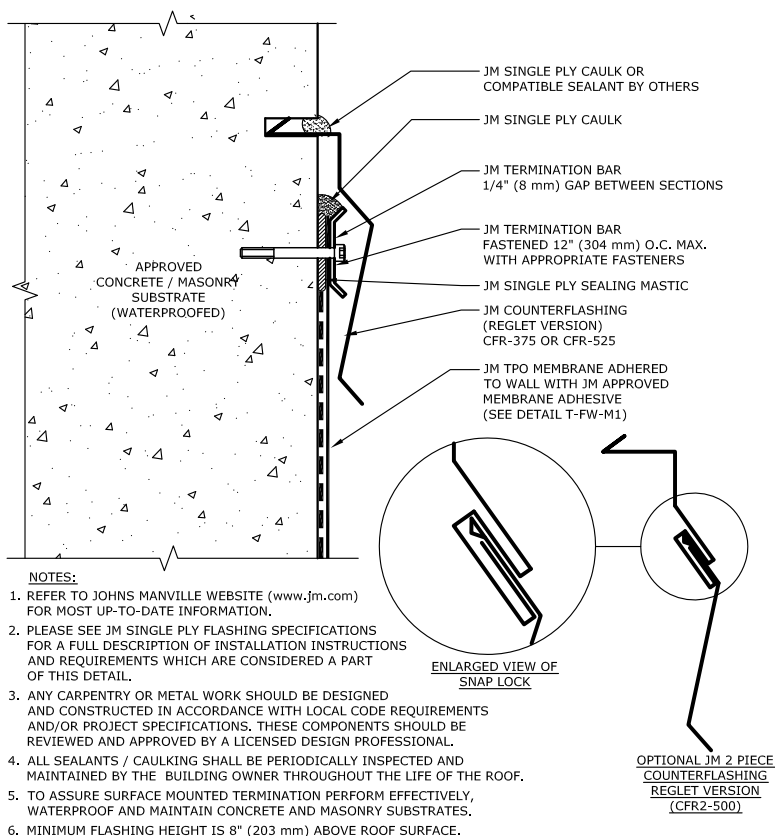 JM SINGLE PLY CAULK OR
COMPATIBLE SEALANT BY OTHERS
JM SINGLE PLY CAULK
JM TERMINATION BAR
1/4" (8 mm) GAP BETWEEN SECTIONS
JM TERMINATION BAR
FASTENED 12" (304 mm) O.C. MAX.
WITH APPROPRIATE FASTENERS
JM SINGLE PLY SEALING MASTIC
JM COUNTERFLASHING
(REGLET VERSION)
CFR-375 OR CFR-525
JM TPO MEMBRANE ADHERED
TO WALL WITH JM APPROVED
MEMBRANE ADHESIVE
(SEE DETAIL T-FW-M1)
APPROVED
CONCRETE / MASONRY
SUBSTRATE
(WATERPROOFED)
ENLARGED VIEW OF
SNAP LOCK
OPTIONAL JM 2 PIECE
COUNTERFLASHING
REGLET VERSION
(CFR2-500)
NOTES:
1. REFER TO JOHNS MANVILLE WEBSITE (www.jm.com)
FOR MOST UP-TO-DATE INFORMATION.
2. PLEASE SEE JM SINGLE PLY FLASHING SPECIFICATIONS
FOR A FULL DESCRIPTION OF INSTALLATION INSTRUCTIONS
AND REQUIREMENTS WHICH ARE CONSIDERED A PART
OF THIS DETAIL.
3. ANY CARPENTRY OR METAL WORK SHOULD BE DESIGNED
AND CONSTRUCTED IN ACCORDANCE WITH LOCAL CODE REQUIREMENTS
AND/OR PROJECT SPECIFICATIONS. THESE COMPONENTS SHOULD BE
REVIEWED AND APPROVED BY A LICENSED DESIGN PROFESSIONAL.
4. ALL SEALANTS / CAULKING SHALL BE PERIODICALLY INSPECTED AND
MAINTAINED BY THE BUILDING OWNER THROUGHOUT THE LIFE OF THE ROOF.
5. TO ASSURE SURFACE MOUNTED TERMINATION PERFORM EFFECTIVELY,
WATERPROOF AND MAINTAIN CONCRETE AND MASONRY SUBSTRATES.
6. MINIMUM FLASHING HEIGHT IS 8" (203 mm) ABOVE ROOF SURFACE.